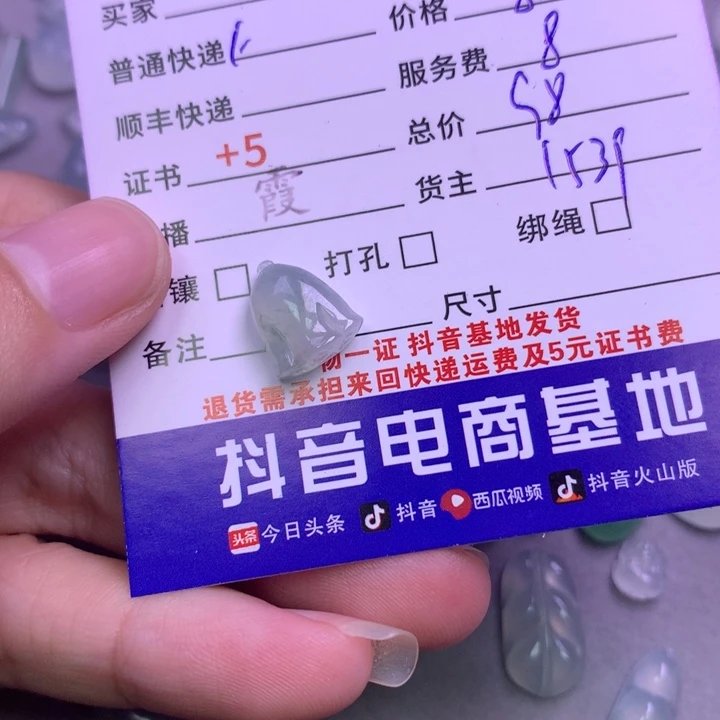 买家 价格
普通快递 服务费 8
顺丰快递 总价 58
证书 +5 货主 1539
播 霞
镶 打孔 绑绳
备注 尺寸
物一证 抖音基地发货
退货需承担来回快递运费及5元证书费
抖音电商基地
头条 今日头条 抖音 西瓜视频 抖音火山版